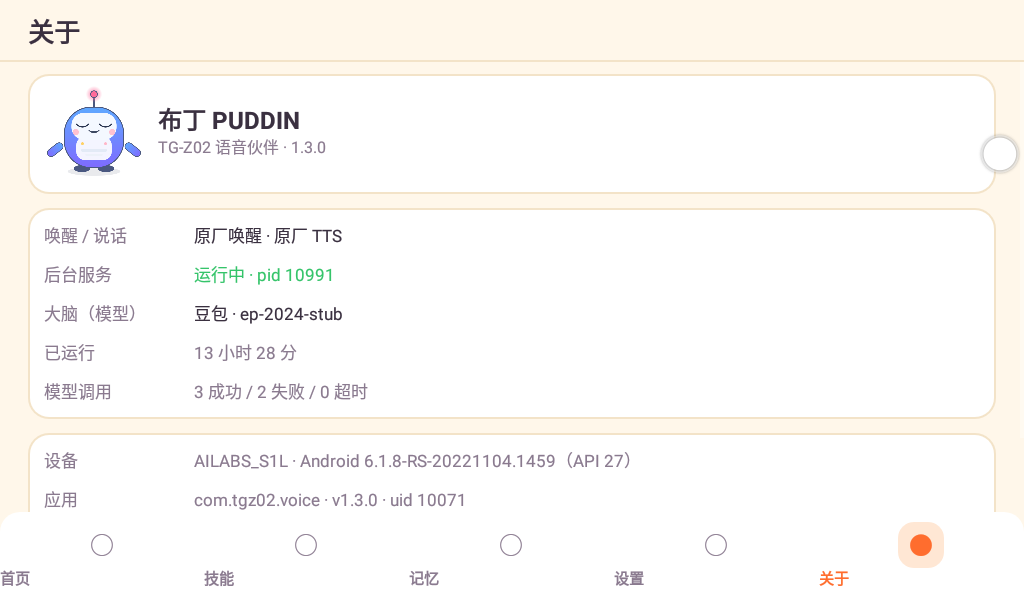 关于
布丁 PUDDIN
TG-Z02 语音伙伴 · 1.3.0
唤醒 / 说话 原厂唤醒 · 原厂 TTS
后台服务 运行中 · pid 10991
大脑（模型） 豆包 · ep-2024-stub
已运行 13 小时 28 分
模型调用 3 成功 / 2 失败 / 0 超时
设备 AILABS_S1L · Android 6.1.8-RS-20221104.1459（API 27）
应用 com.tgz02.voice · v1.3.0 · uid 10071
首页 技能 记忆 设置 关于